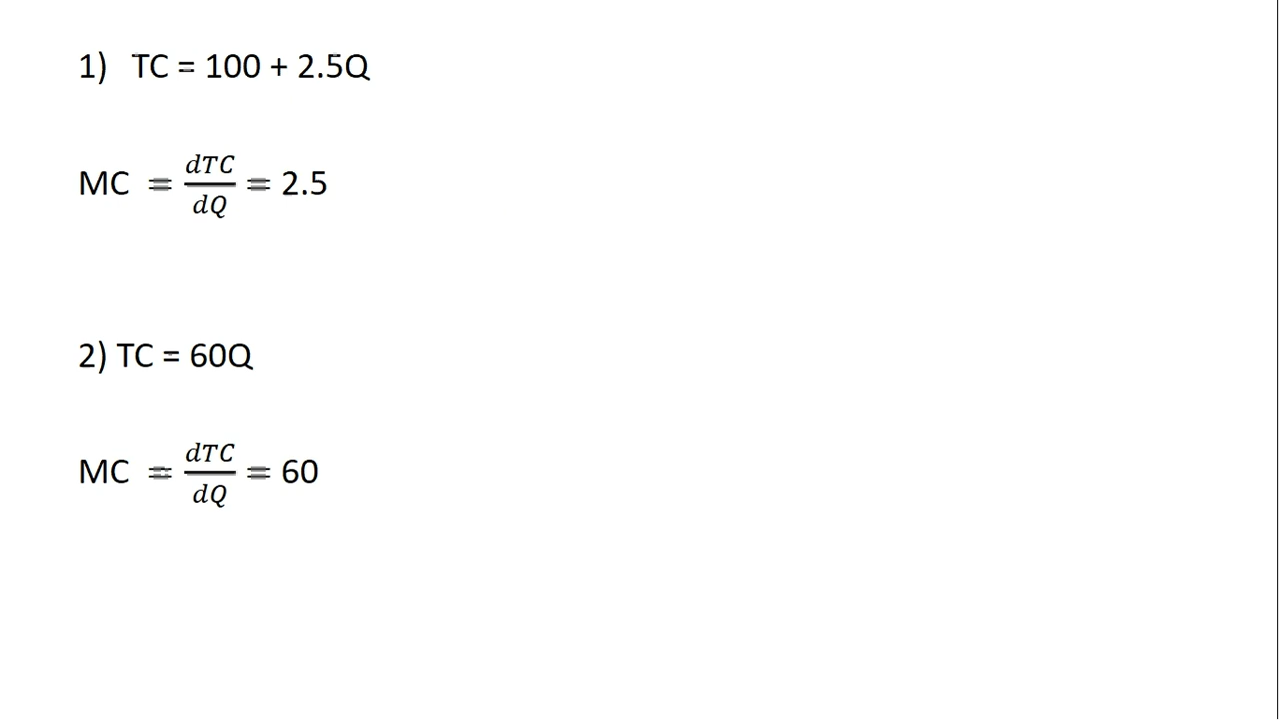 1) TC = 100 + 2.5Q
MC = dTC/dQ = 2.5
2) TC = 60Q
MC = dTC/dQ = 60